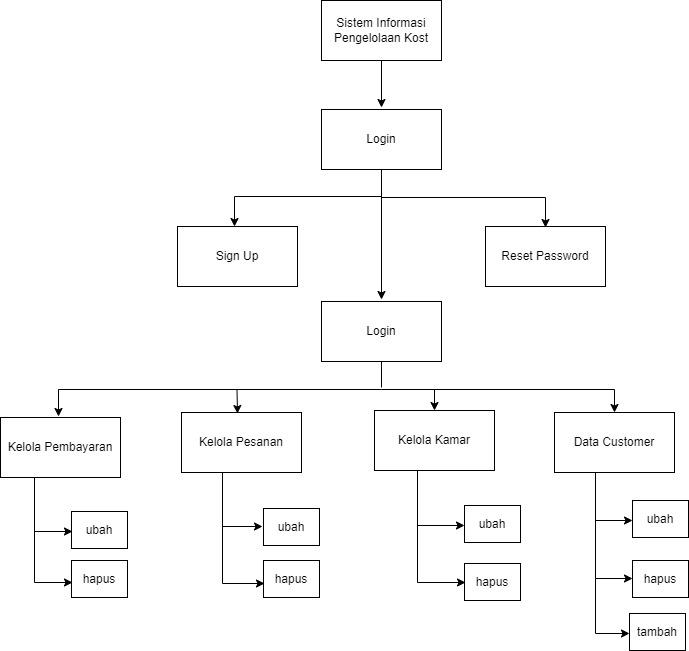 Sistem Informasi
Pengelolaan Kost
Login
Sign Up
Reset Password
Login
Kelola Pembayaran
Kelola Pesanan
Kelola Kamar
Data Customer
ubah
hapus
ubah
hapus
ubah
hapus
ubah
hapus
tambah